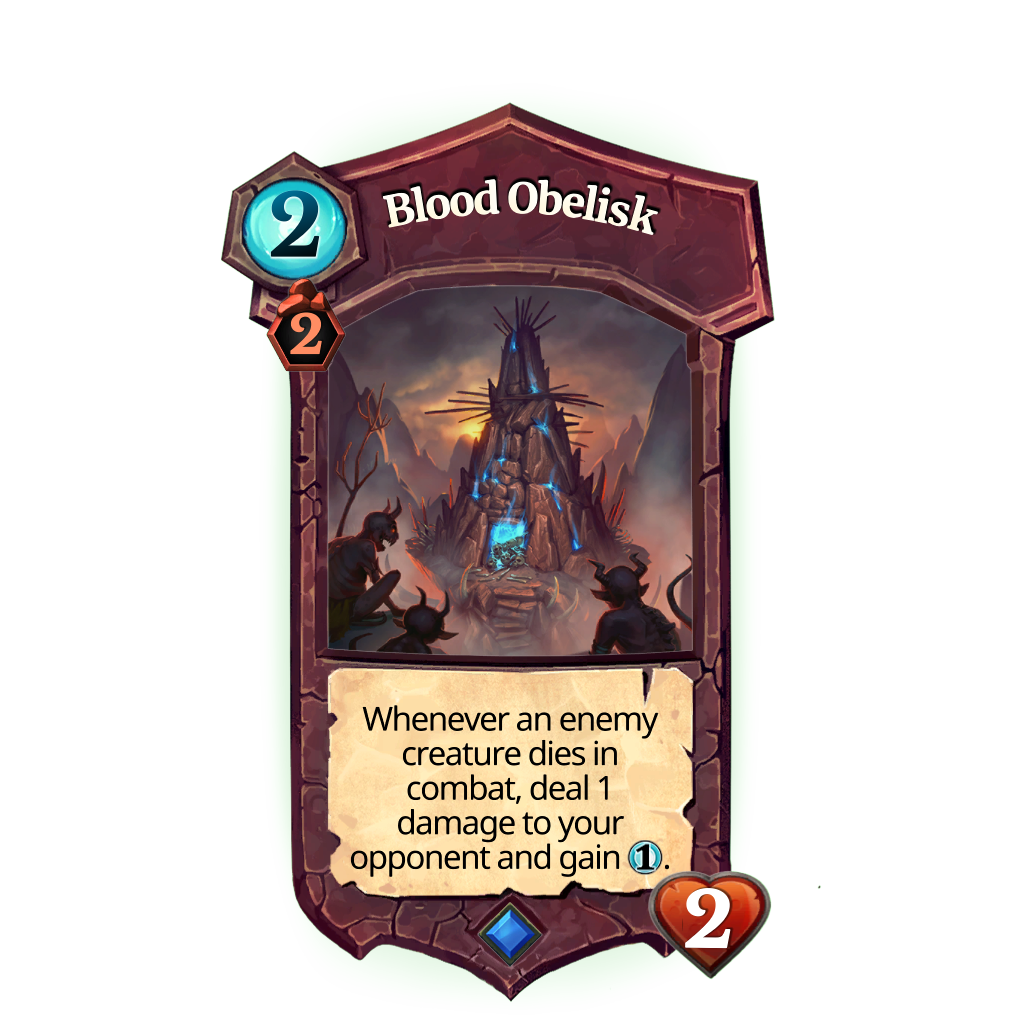 2
Blood Obelisk
2
Whenever an enemy
creature dies in
combat, deal 1
damage to your
opponent and gain 1.
2